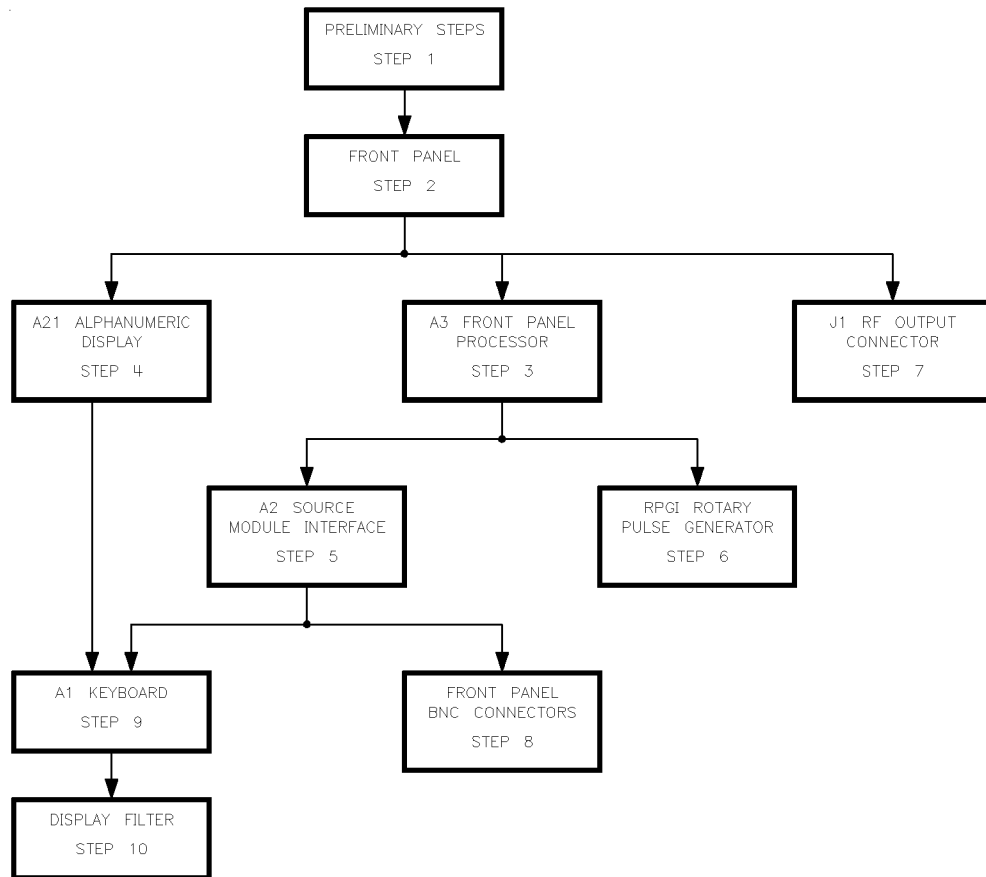 PRELIMINARY STEPS
STEP 1
FRONT PANEL
STEP 2
A21 ALPHANUMERIC
DISPLAY
STEP 4
A3 FRONT PANEL
PROCESSOR
STEP 3
J1 RF OUTPUT
CONNECTOR
STEP 7
A2 SOURCE
MODULE INTERFACE
STEP 5
RPGI ROTARY
PULSE GENERATOR
STEP 6
A1 KEYBOARD
STEP 9
FRONT PANEL
BNC CONNECTORS
STEP 8
DISPLAY FILTER
STEP 10